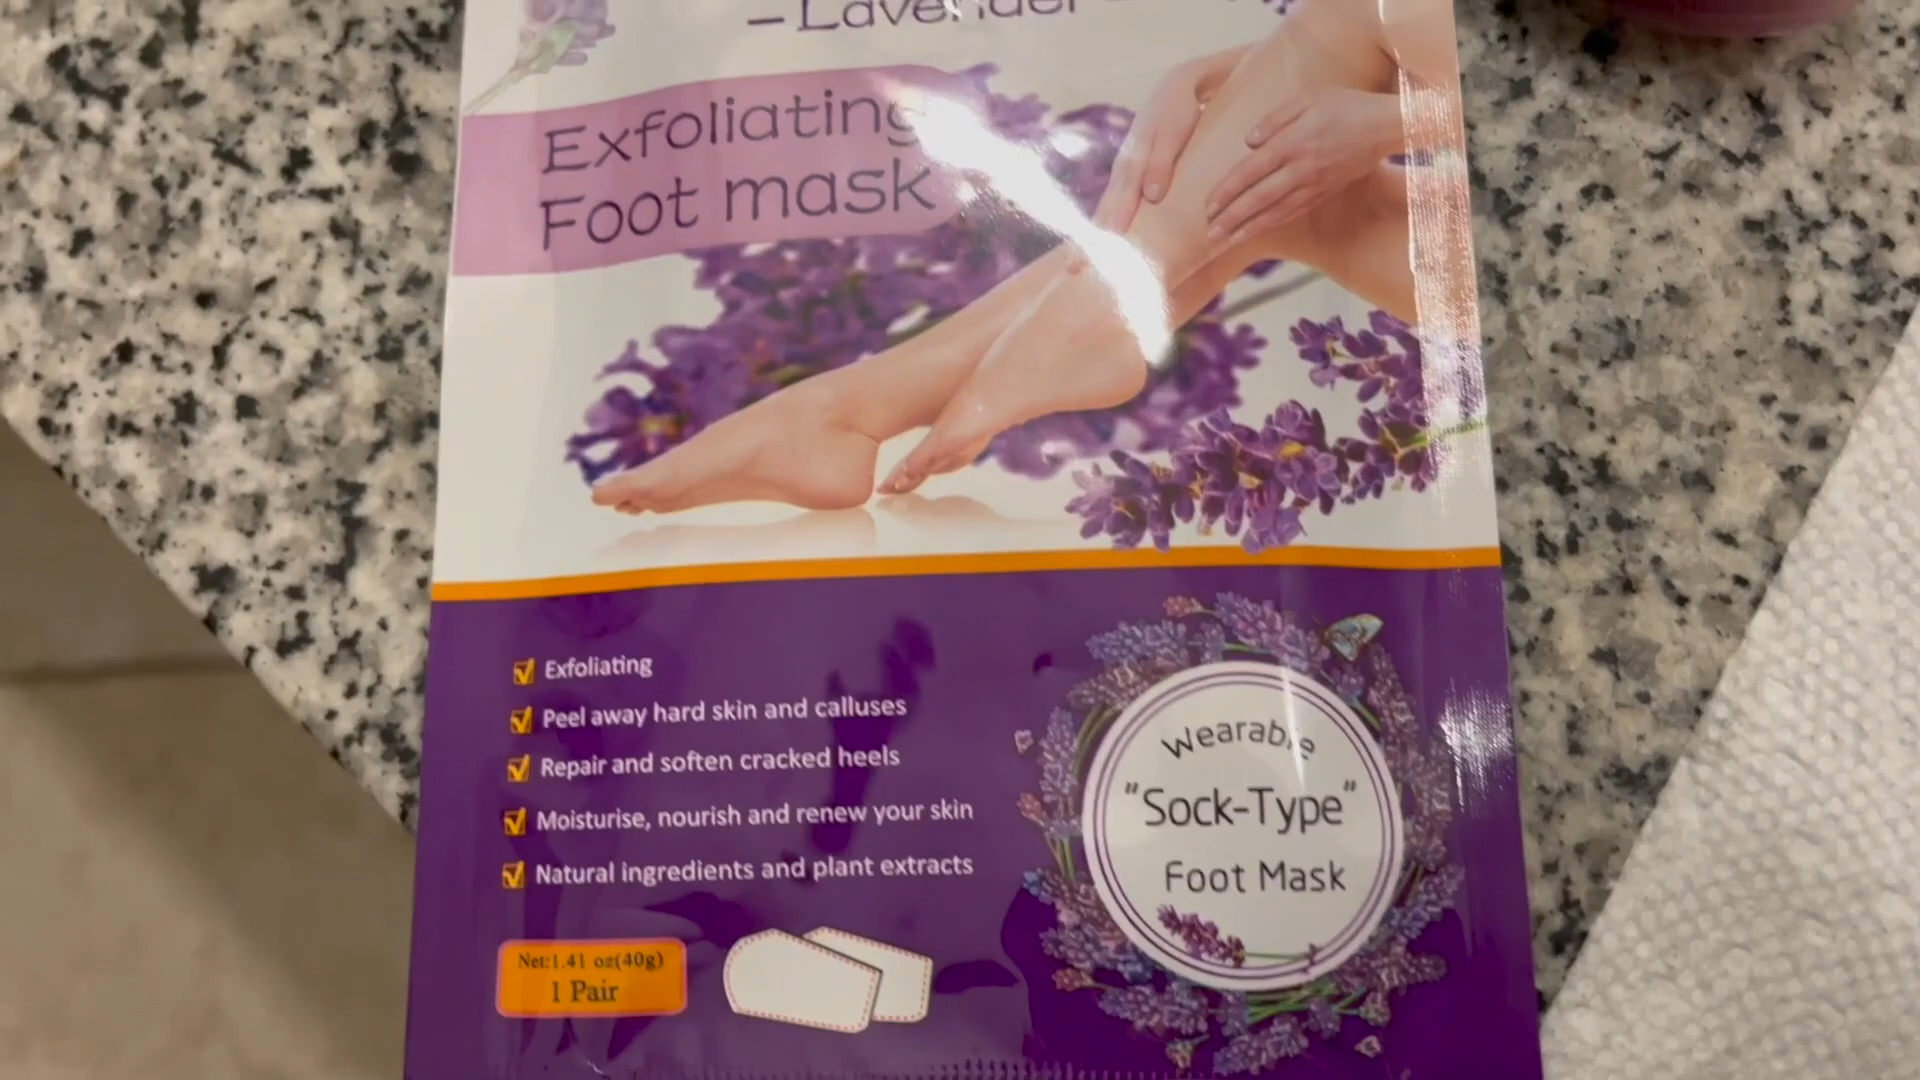 – Lavender –
Exfoliating
Foot mask
Exfoliating
Peel away hard skin and calluses
Repair and soften cracked heels
Moisturise, nourish and renew your skin
Natural ingredients and plant extracts
Net:1.41 oz(40g)
1 Pair
Wearable
"Sock-Type"
Foot Mask